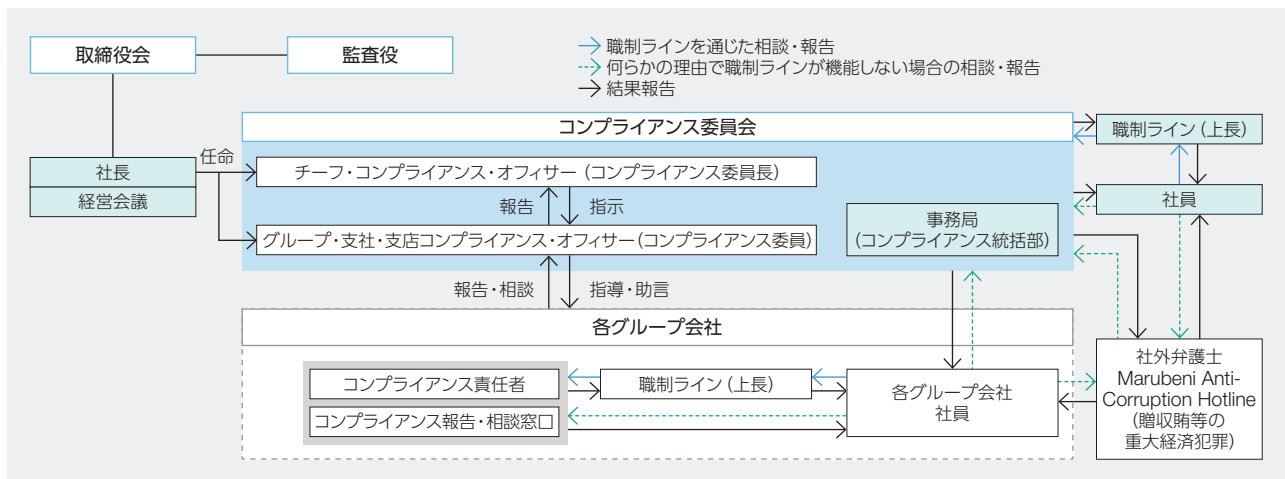 取締役会
監査役
職制ラインを通じた相談・報告
何らかの理由で職制ラインが機能しない場合の相談・報告
結果報告
コンプライアンス委員会
職制ライン(上長)
任命
社長
経営会議
チーフ・コンプライアンス・オフィサー(コンプライアンス委員長)
報告
指示
社員
事務局
(コンプライアンス統括部)
グループ・支社・支店コンプライアンス・オフィサー(コンプライアンス委員)
報告・相談
指導・助言
各グループ会社
コンプライアンス責任者
職制ライン(上長)
コンプライアンス報告・相談窓口
各グループ会社
社員
社外弁護士
Marubeni Anti-
Corruption Hotline
(贈収賄等の
重大経済犯罪)